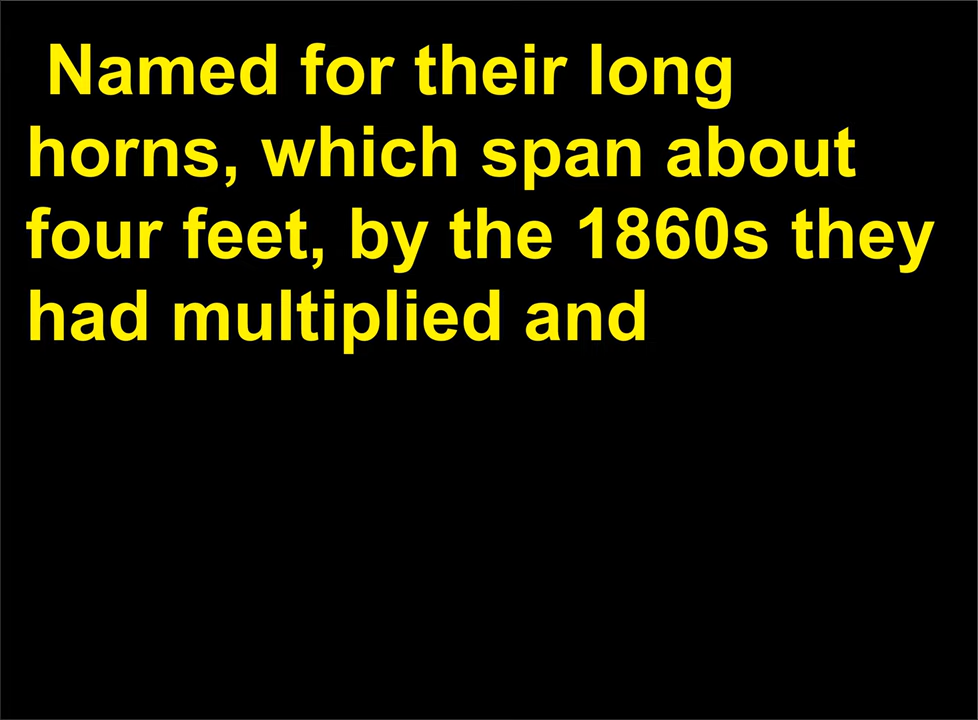 Named for their long
horns, which span about
four feet, by the 1860s they
had multiplied and